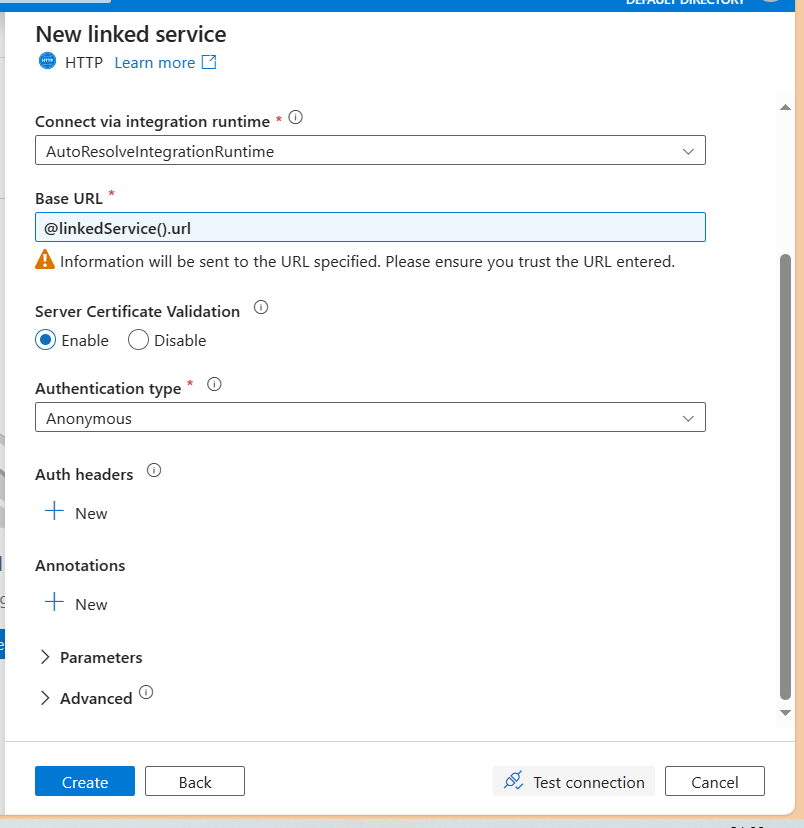 DEFAULT DIRECTORY
New linked service
HTTP Learn more
Connect via integration runtime *
AutoResolveIntegrationRuntime
Base URL *
@linkedService().url
Information will be sent to the URL specified. Please ensure you trust the URL entered.
Server Certificate Validation
Enable Disable
Authentication type *
Anonymous
Auth headers
New
Annotations
New
Parameters
Advanced
Create Back Test connection Cancel